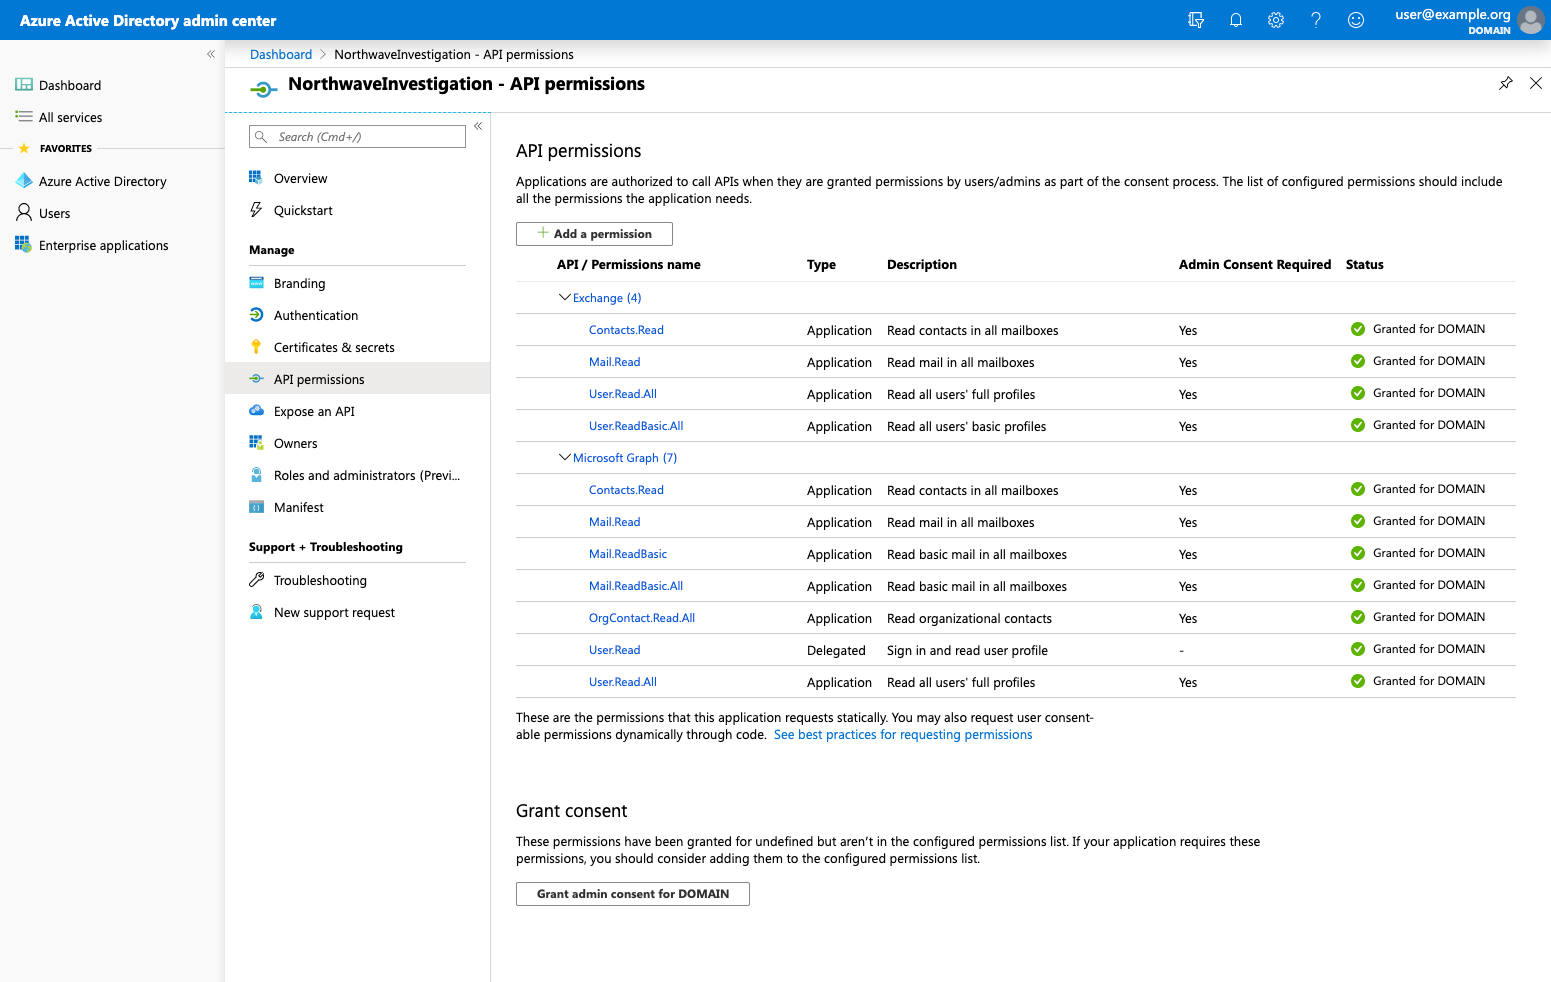 Azure Active Directory admin center
user@example.org
DOMAIN
Dashboard
All services
FAVORITES
Azure Active Directory
Users
Enterprise applications
Dashboard > NorthwaveInvestigation - API permissions
NorthwaveInvestigation - API permissions
Search (Cmd+/)
Overview
Quickstart
Manage
Branding
Authentication
Certificates & secrets
API permissions
Expose an API
Owners
Roles and administrators (Previ...
Manifest
Support + Troubleshooting
Troubleshooting
New support request
API permissions
Applications are authorized to call APIs when they are granted permissions by users/admins as part of the consent process. The list of configured permissions should include
all the permissions the application needs.
Add a permission
API / Permissions name Type Description Admin Consent Required Status
Exchange (4)
Contacts.Read Application Read contacts in all mailboxes Yes Granted for DOMAIN
Mail.Read Application Read mail in all mailboxes Yes Granted for DOMAIN
User.Read.All Application Read all users' full profiles Yes Granted for DOMAIN
User.ReadBasic.All Application Read all users' basic profiles Yes Granted for DOMAIN
Microsoft Graph (7)
Contacts.Read Application Read contacts in all mailboxes Yes Granted for DOMAIN
Mail.Read Application Read mail in all mailboxes Yes Granted for DOMAIN
Mail.ReadBasic Application Read basic mail in all mailboxes Yes Granted for DOMAIN
Mail.ReadBasic.All Application Read basic mail in all mailboxes Yes Granted for DOMAIN
OrgContact.Read.All Application Read organizational contacts Yes Granted for DOMAIN
User.Read Delegated Sign in and read user profile - Granted for DOMAIN
User.Read.All Application Read all users' full profiles Yes Granted for DOMAIN
These are the permissions that this application requests statically. You may also request user consent-
able permissions dynamically through code. See best practices for requesting permissions
Grant consent
These permissions have been granted for undefined but aren't in the configured permissions list. If your application requires these
permissions, you should consider adding them to the configured permissions list.
Grant admin consent for DOMAIN